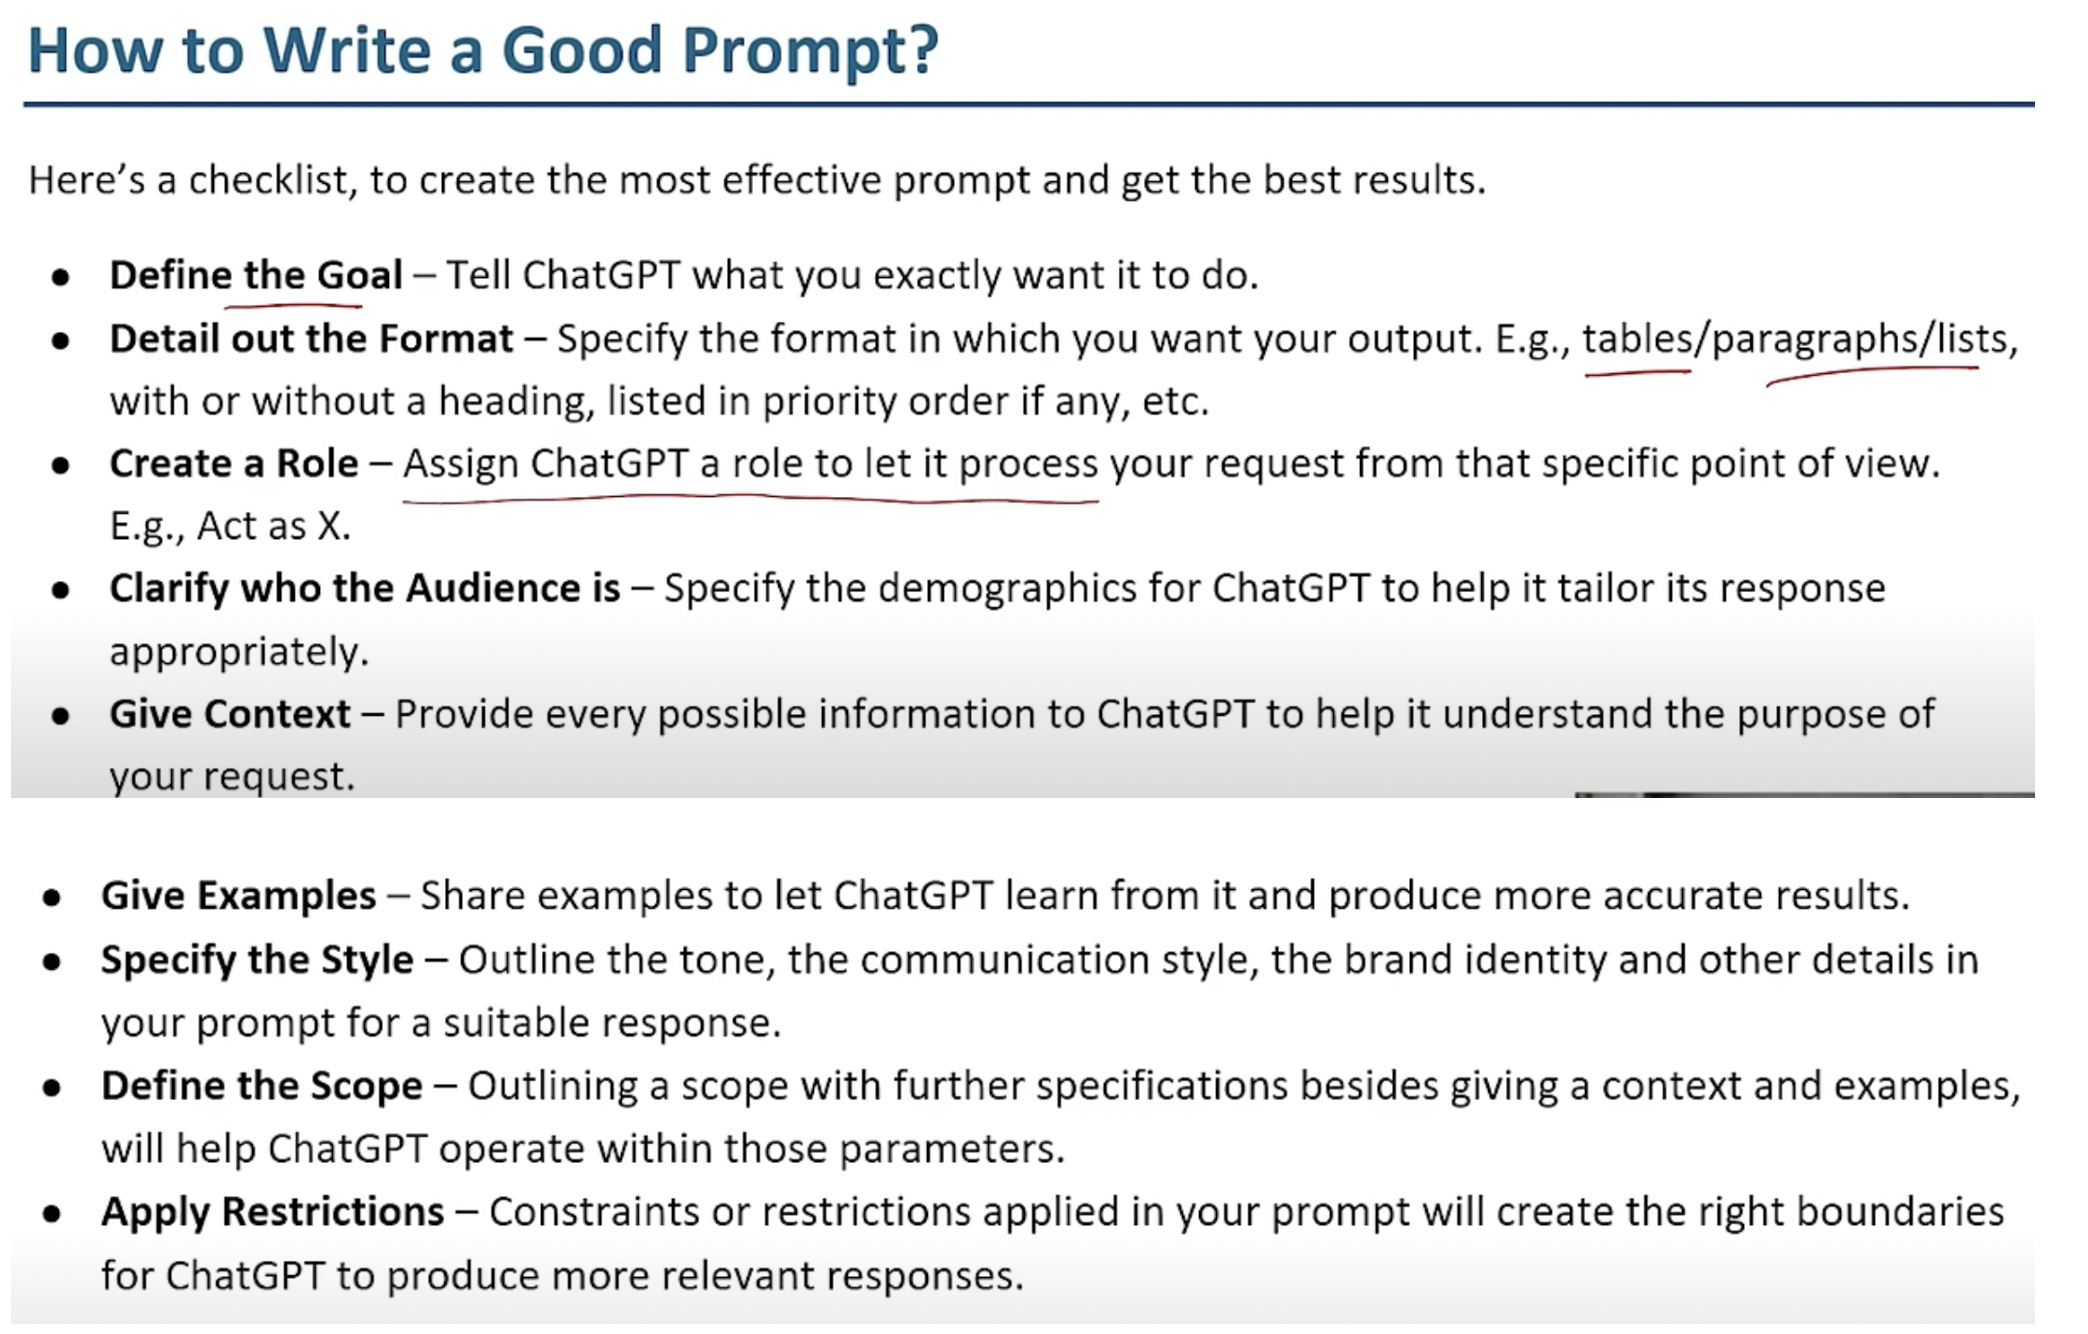 How to Write a Good Prompt?
Here's a checklist, to create the most effective prompt and get the best results.
● Define the Goal – Tell ChatGPT what you exactly want it to do.
● Detail out the Format – Specify the format in which you want your output. E.g., tables/paragraphs/lists,
with or without a heading, listed in priority order if any, etc.
● Create a Role – Assign ChatGPT a role to let it process your request from that specific point of view.
E.g., Act as X.
● Clarify who the Audience is – Specify the demographics for ChatGPT to help it tailor its response
appropriately.
● Give Context – Provide every possible information to ChatGPT to help it understand the purpose of
your request.
● Give Examples – Share examples to let ChatGPT learn from it and produce more accurate results.
● Specify the Style – Outline the tone, the communication style, the brand identity and other details in
your prompt for a suitable response.
● Define the Scope – Outlining a scope with further specifications besides giving a context and examples,
will help ChatGPT operate within those parameters.
● Apply Restrictions – Constraints or restrictions applied in your prompt will create the right boundaries
for ChatGPT to produce more relevant responses.